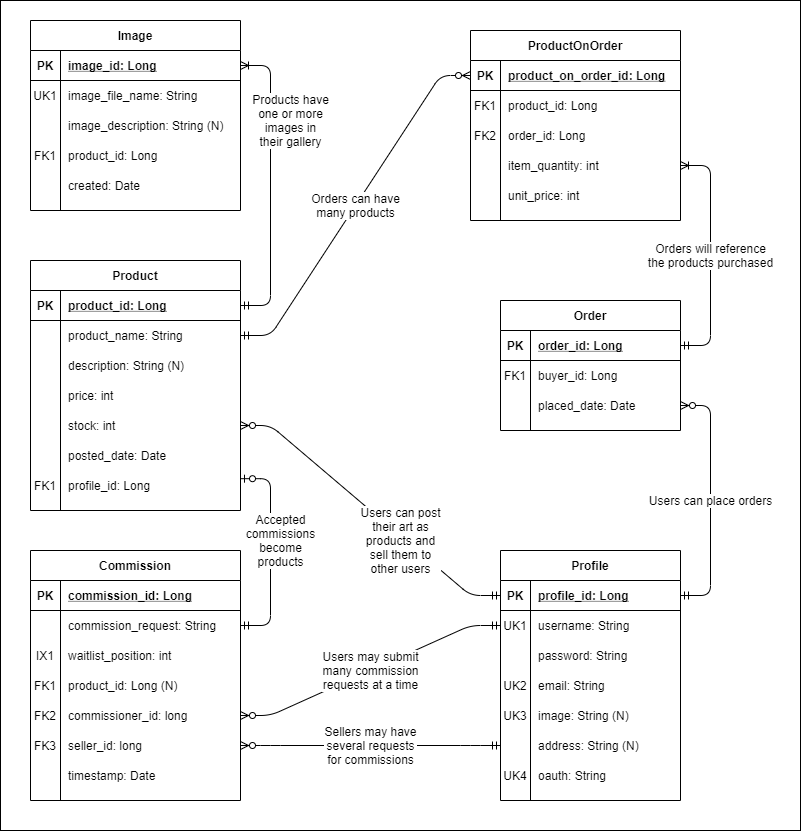 Image
PK image_id: Long
UK1 image_file_name: String
image_description: String (N)
FK1 product_id: Long
created: Date
Products have
one or more
images in
their gallery
ProductOnOrder
PK product_on_order_id: Long
FK1 product_id: Long
FK2 order_id: Long
item_quantity: int
unit_price: int
Orders can have
many products
Orders will reference
the products purchased
Product
PK product_id: Long
product_name: String
description: String (N)
price: int
stock: int
posted_date: Date
FK1 profile_id: Long
Order
PK order_id: Long
FK1 buyer_id: Long
placed_date: Date
Users can place orders
Users can post
their art as
products and
sell them to
other users
Accepted
commissions
become
products
Commission
PK commission_id: Long
commission_request: String
IX1 waitlist_position: int
FK1 product_id: Long (N)
FK2 commissioner_id: long
FK3 seller_id: long
timestamp: Date
Users may submit
many commission
requests at a time
Sellers may have
several requests
for commissions
Profile
PK profile_id: Long
UK1 username: String
password: String
UK2 email: String
UK3 image: String (N)
address: String (N)
UK4 oauth: String